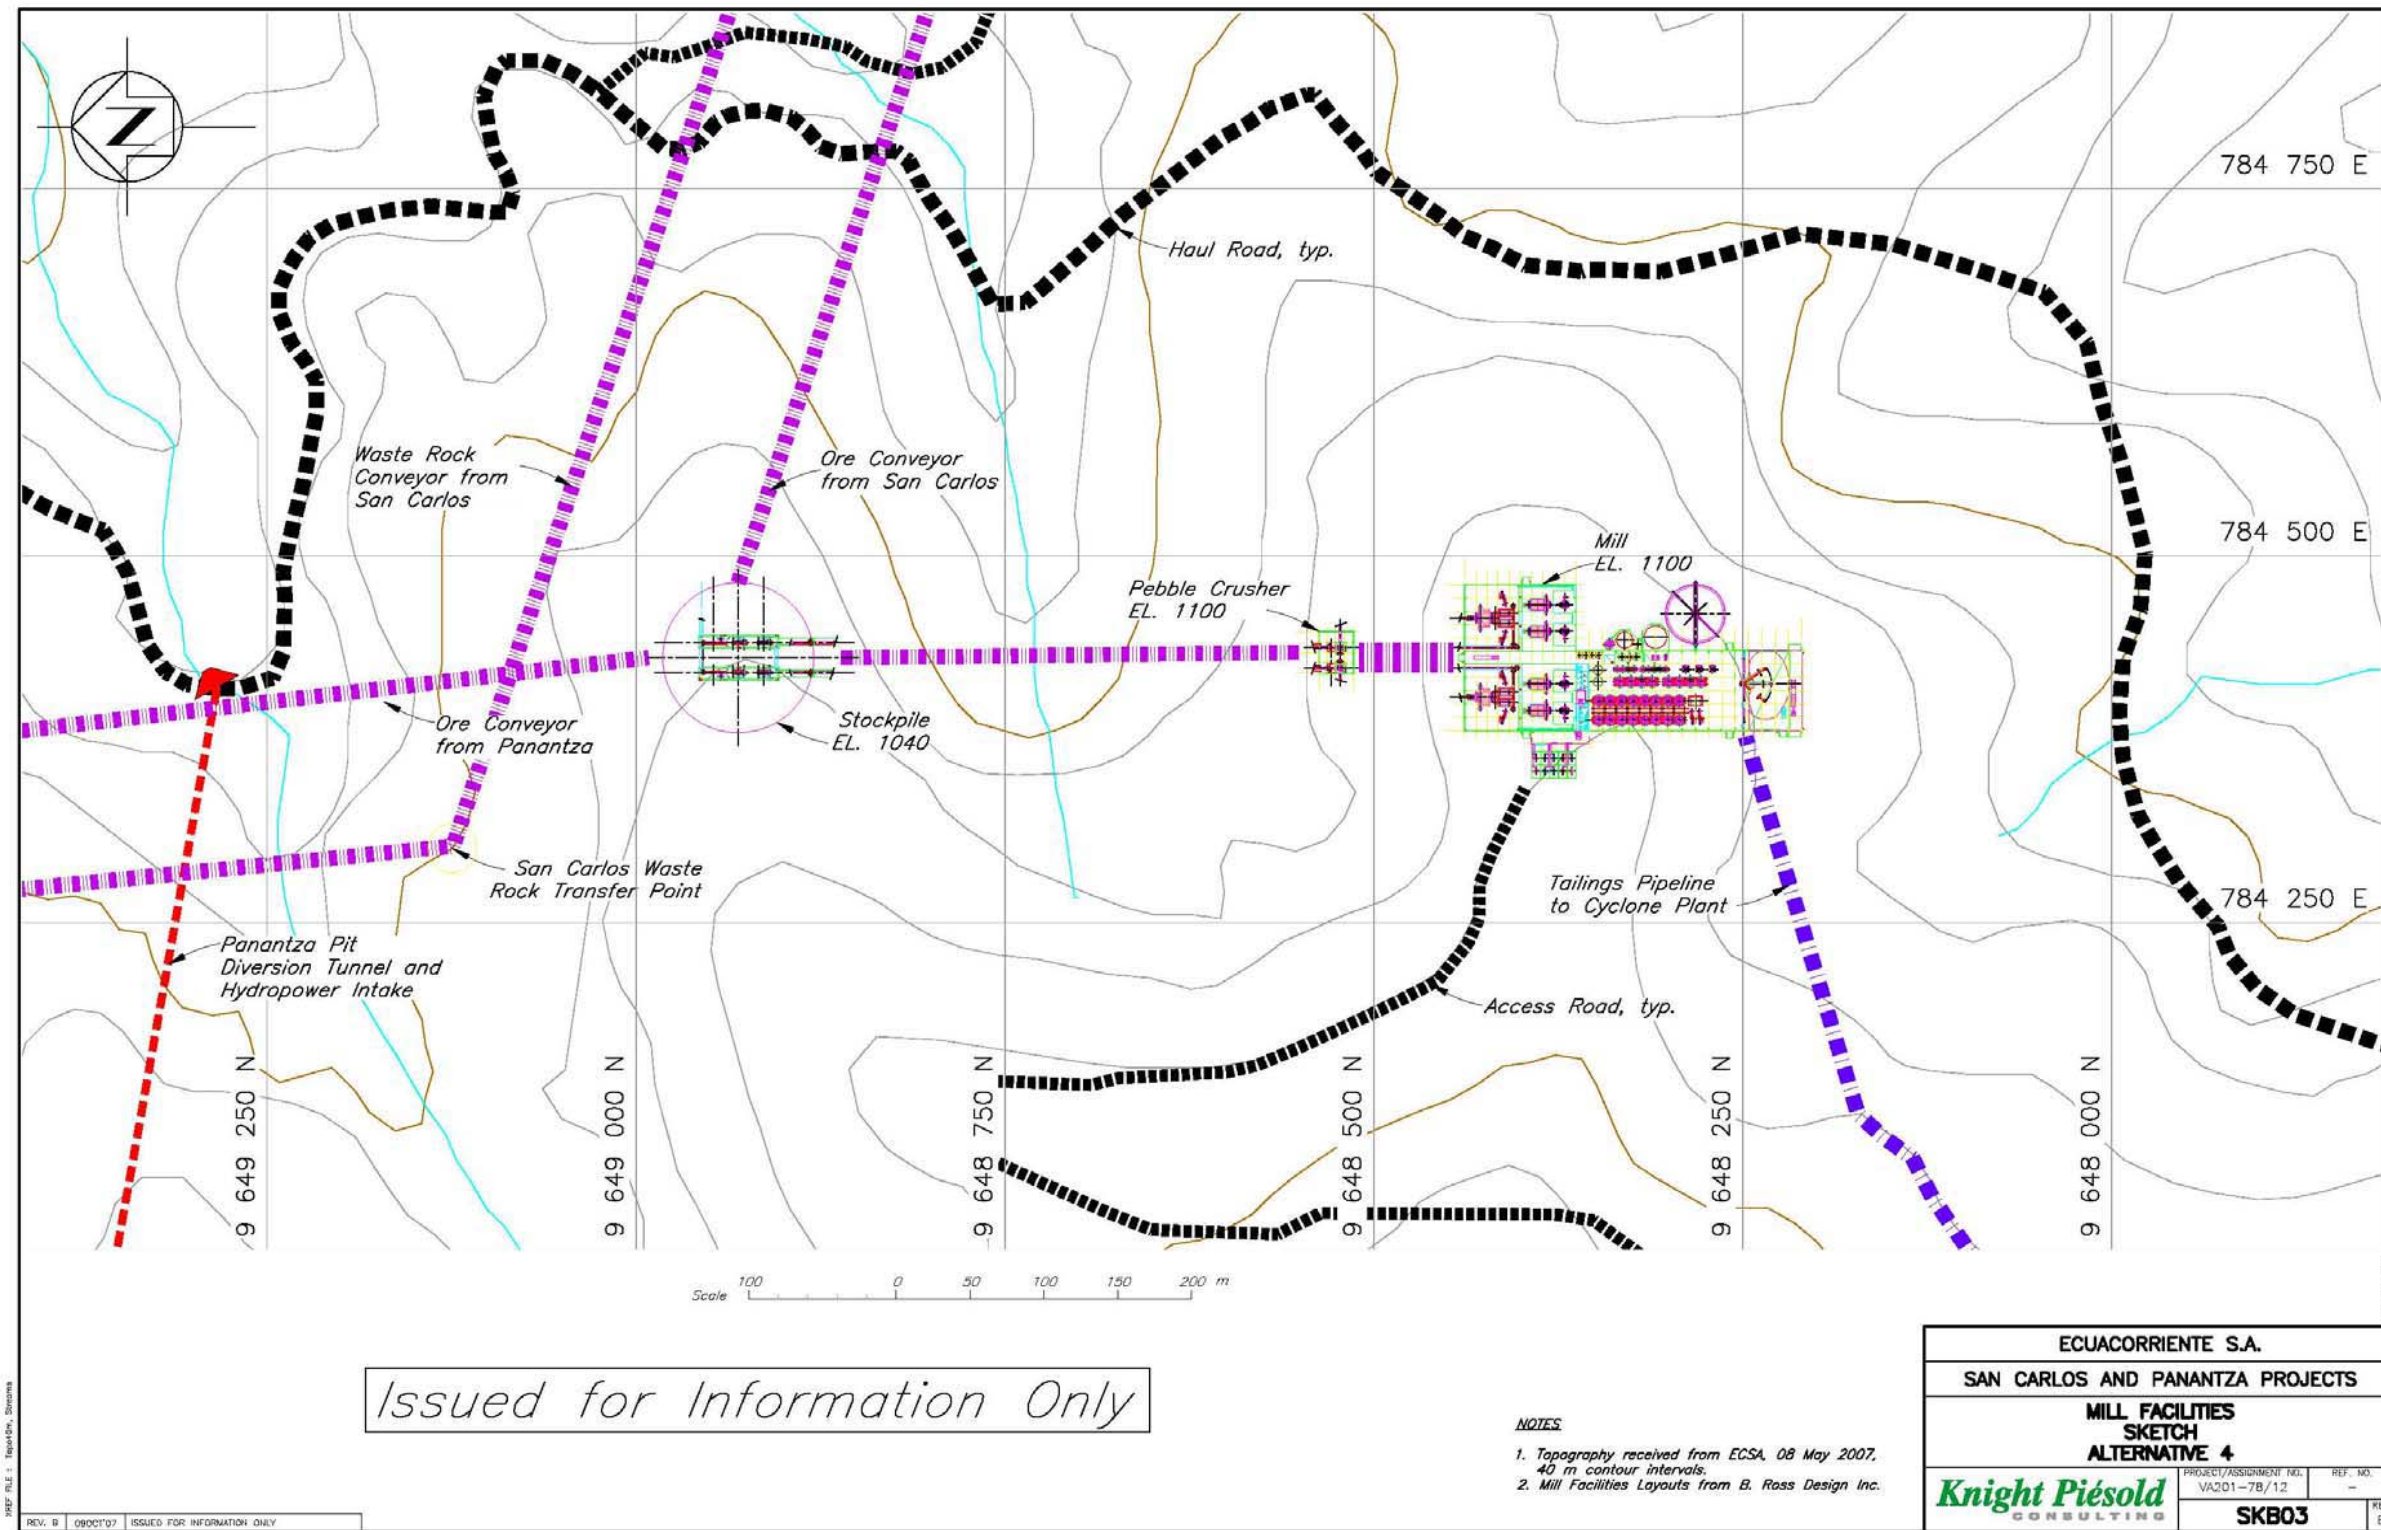 N
784 750 E
Haul Road, typ.
Waste Rock
Conveyor from
San Carlos
Ore Conveyor
from San Carlos
784 500 E
Mill
EL. 1100
Pebble Crusher
EL. 1100
Ore Conveyor
from Panantza
Stockpile
EL. 1040
San Carlos Waste
Rock Transfer Point
Tailings Pipeline
to Cyclone Plant
784 250 E
Panantza Pit
Diversion Tunnel and
Hydropower Intake
Access Road, typ.
9 649 250 N
9 649 000 N
9 648 750 N
9 648 500 N
9 648 250 N
9 648 000 N
Scale 100 0 50 100 150 200 m
Issued for Information Only
NOTES
1. Topography received from ECSA, 08 May 2007,
40 m contour intervals.
2. Mill Facilities Layouts from B. Ross Design Inc.
ECUACORRIENTE S.A.
SAN CARLOS AND PANANTZA PROJECTS
MILL FACILITIES
SKETCH
ALTERNATIVE 4
Knight Piésold
CONSULTING
PROJECT/ASSIGNMENT NO.
VA201-78/12
REF. NO.
-
SKB03
REV. B 09OCT'07 ISSUED FOR INFORMATION ONLY
XREF FILE :